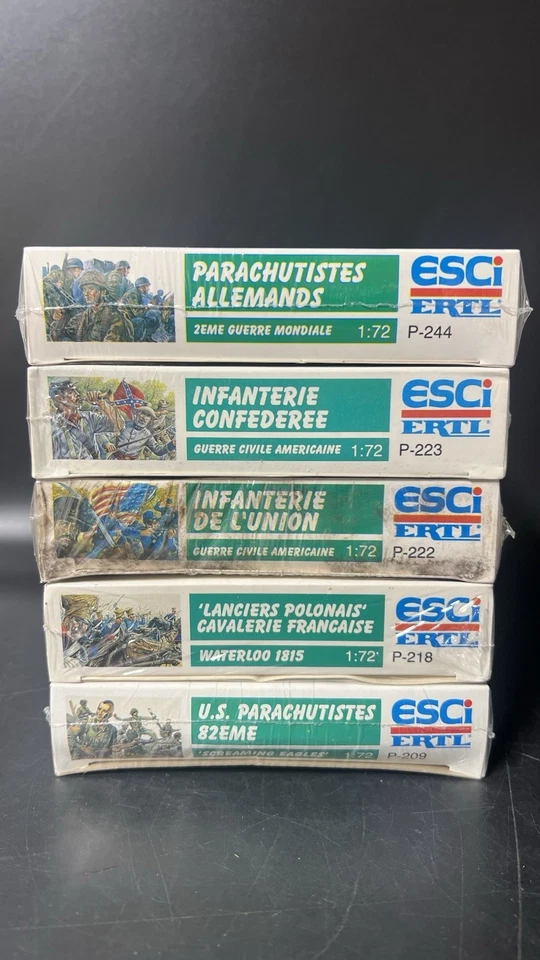 PARACHUTISTES
ALLEMANDS
2EME GUERRE MONDIALE 1:72
ESCi
ERTL
P-244
INFANTERIE
CONFEDEREE
GUERRE CIVILE AMERICAINE 1:72
ESCi
ERTL
P-223
INFANTERIE
DE L'UNION
GUERRE CIVILE AMERICAINE 1:72
ESCi
ERTL
P-222
'LANCIERS POLONAIS'
CAVALERIE FRANCAISE
WATERLOO 1815 1:72
ESCi
ERTL
P-218
U.S. PARACHUTISTES
82EME
'SCREAMING EAGLES' 1:72
ESCi
ERTL
P-209